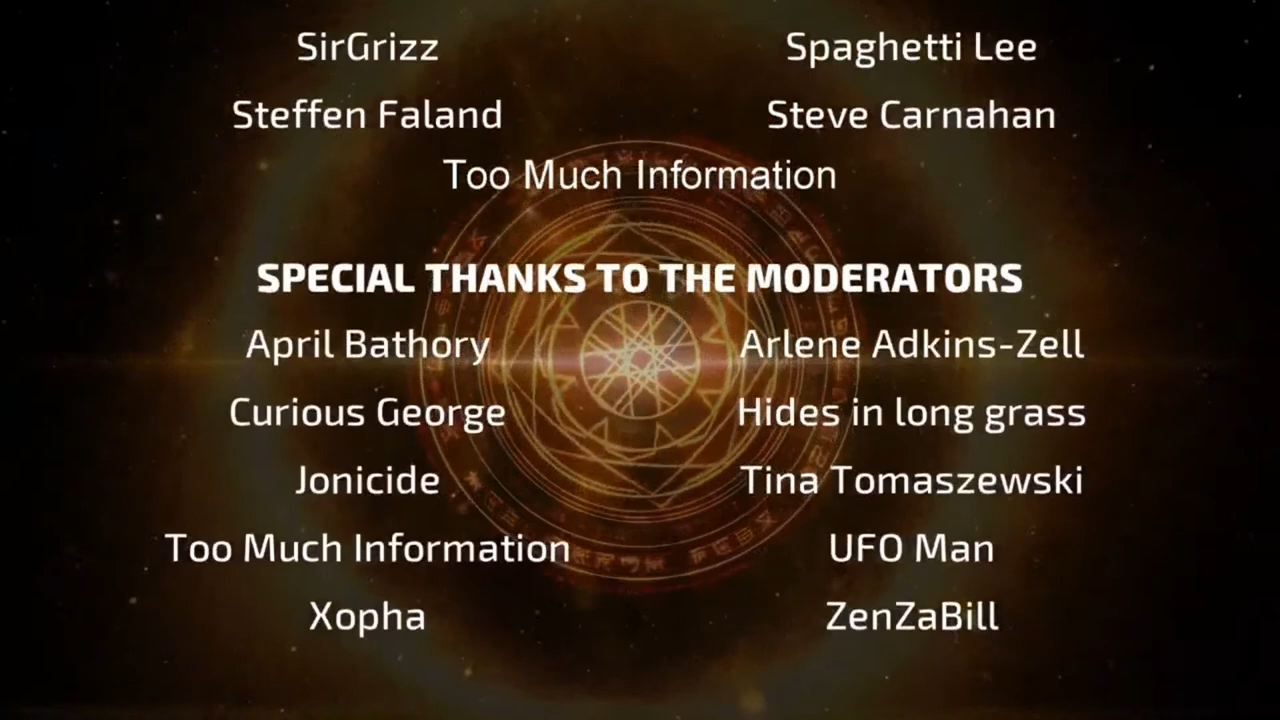 SirGrizz Spaghetti Lee
Steffen Faland Steve Carnahan
Too Much Information
SPECIAL THANKS TO THE MODERATORS
April Bathory Arlene Adkins-Zell
Curious George Hides in long grass
Jonicide Tina Tomaszewski
Too Much Information UFO Man
Xopha ZenZaBill